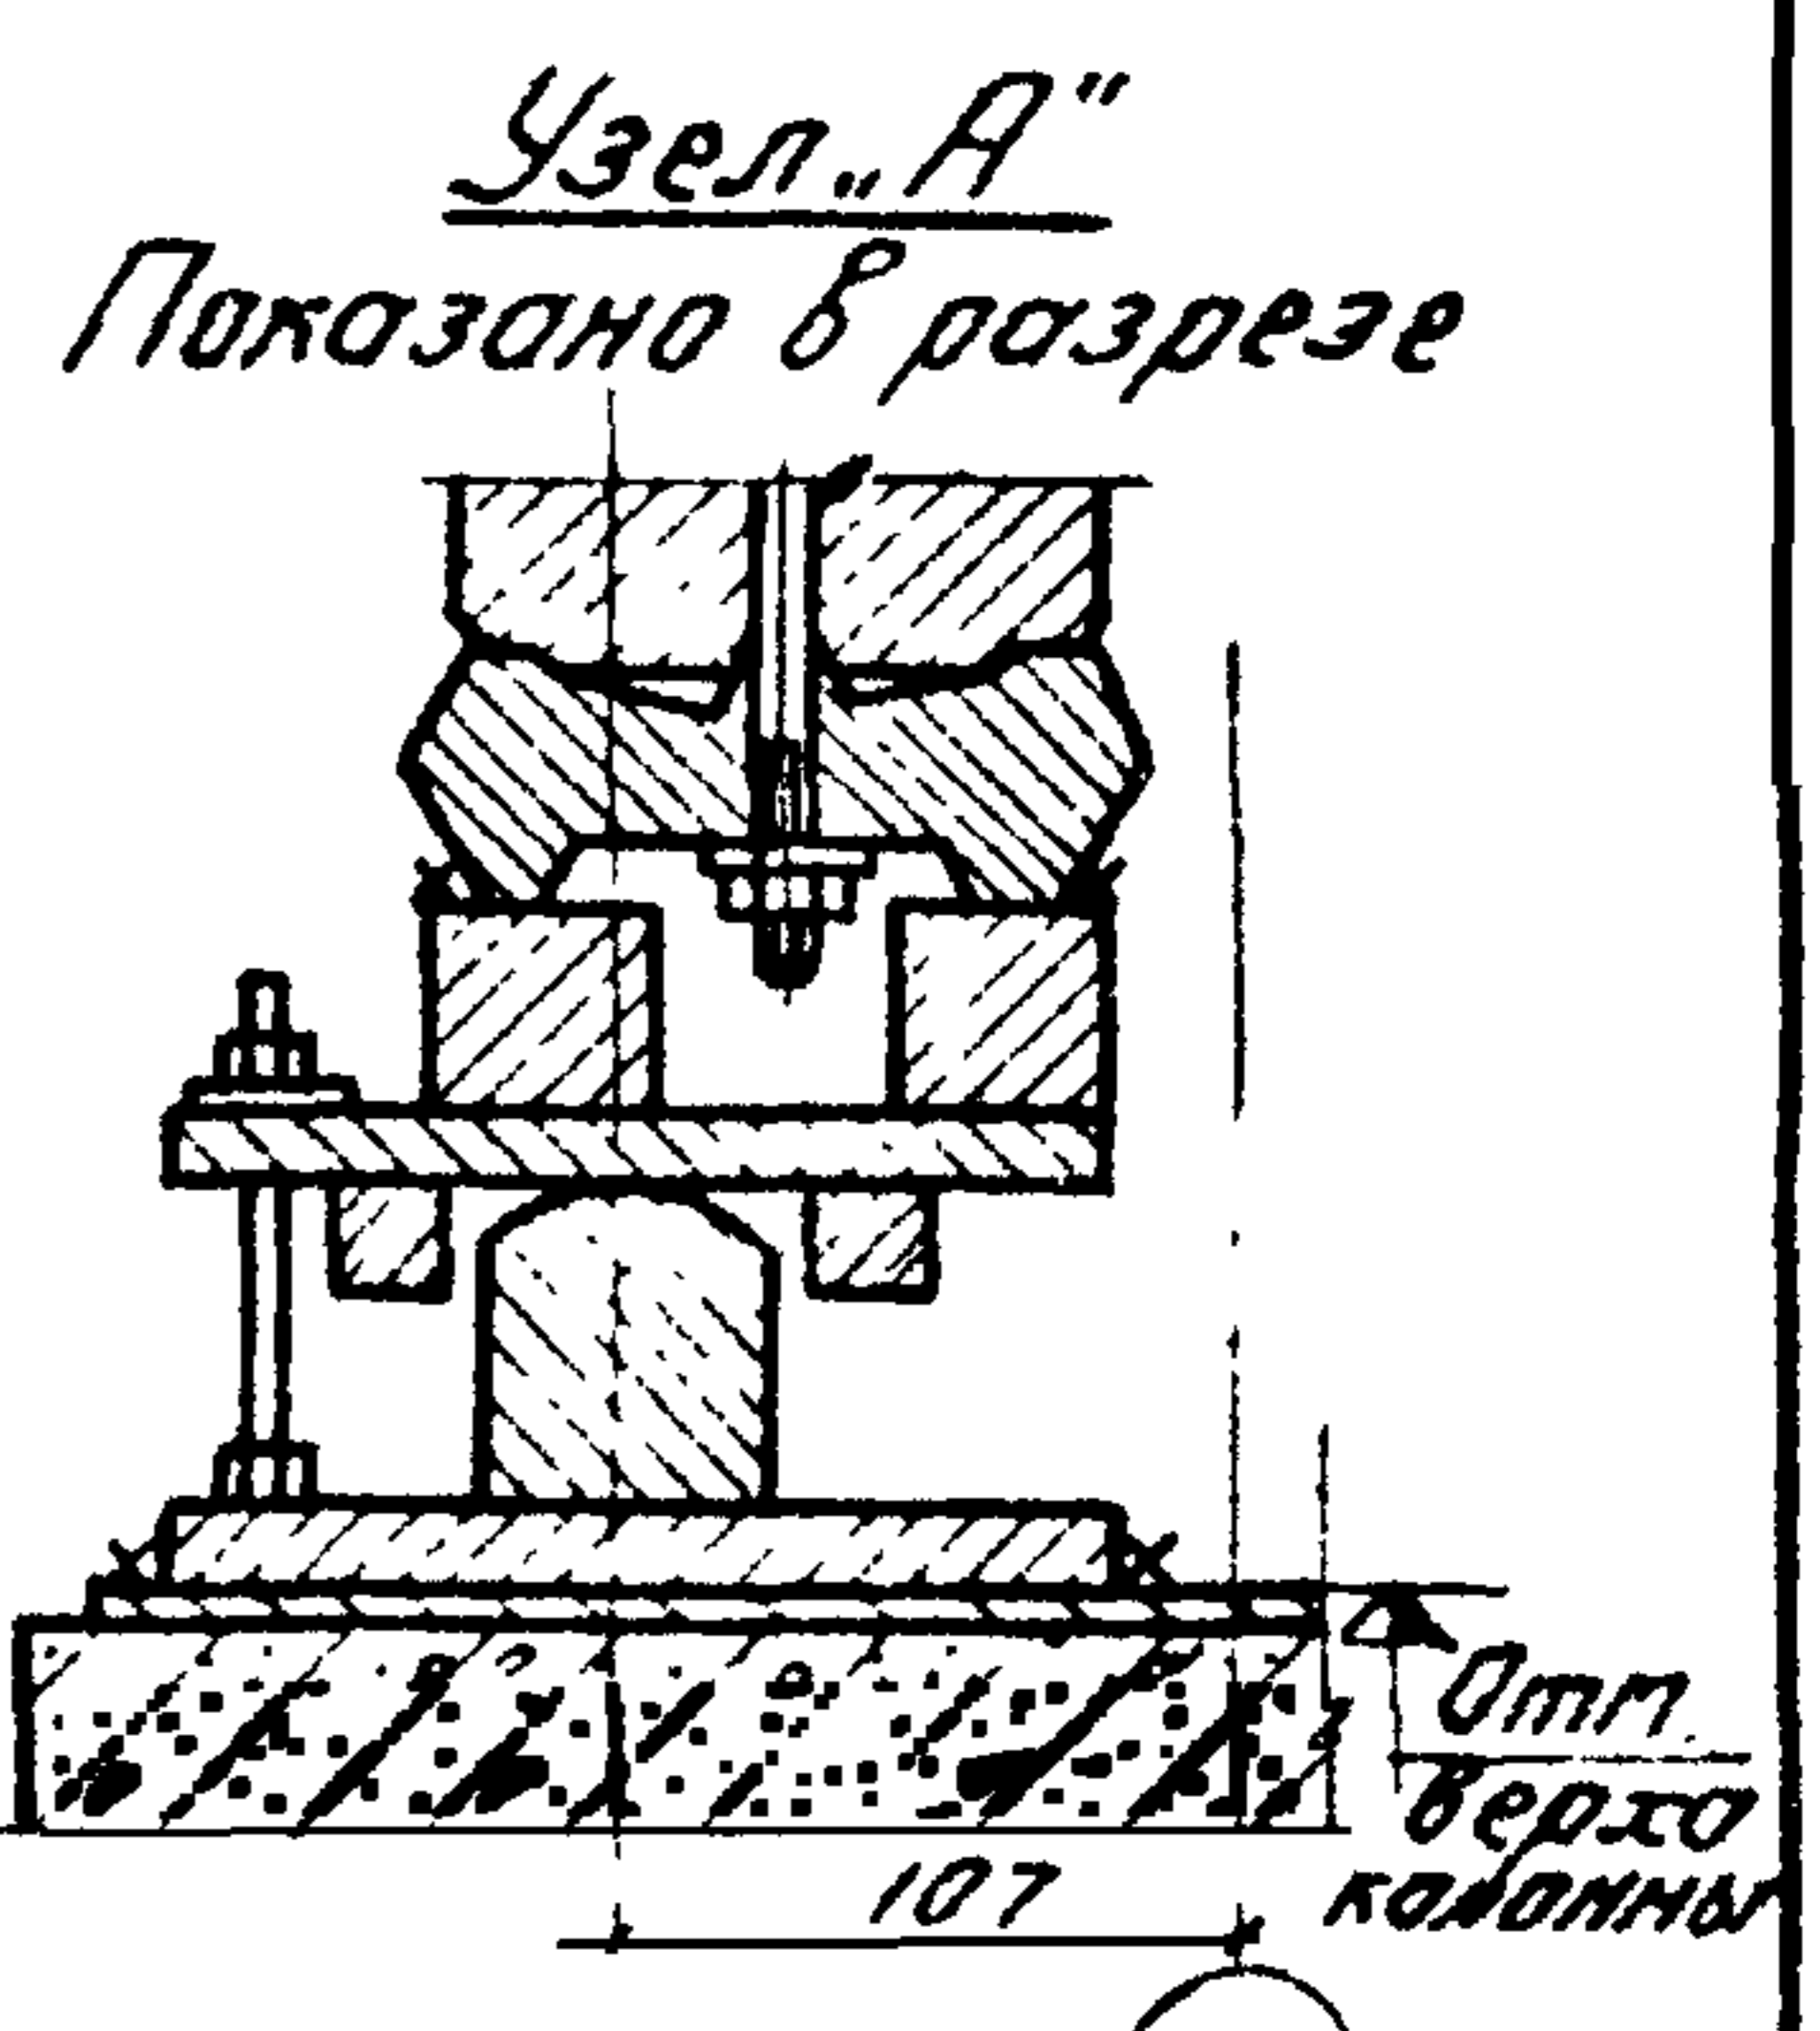 Узел „А"
Показано в разрезе
Отм.
верха
колонны
107